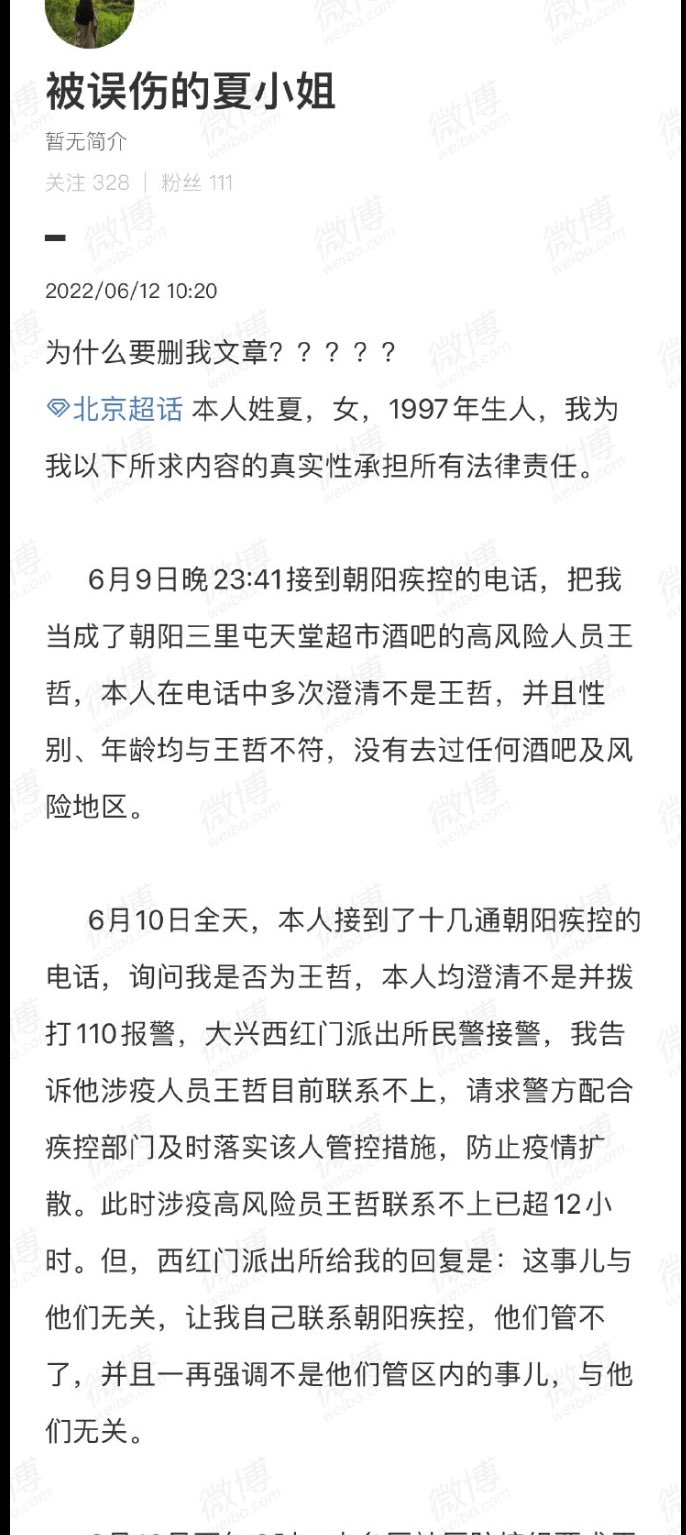 被误伤的夏小姐
暂无简介
关注 328 | 粉丝 111
2022/06/12 10:20
为什么要删我文章？？？？？
北京超话 本人姓夏，女，1997年生人，我为
我以下所求内容的真实性承担所有法律责任。
6月9日晚23:41接到朝阳疾控的电话，把我
当成了朝阳三里屯天堂超市酒吧的高风险人员王
哲，本人在电话中多次澄清不是王哲，并且性
别、年龄均与王哲不符，没有去过任何酒吧及风
险地区。
6月10日全天，本人接到了十几通朝阳疾控的
电话，询问我是否为王哲，本人均澄清不是并拨
打110报警，大兴西红门派出所民警接警，我告
诉他涉疫人员王哲目前联系不上，请求警方配合
疾控部门及时落实该人管控措施，防止疫情扩
散。此时涉疫高风险员王哲联系不上已超12小
时。但，西红门派出所给我的回复是：这事儿与
他们无关，让我自己联系朝阳疾控，他们管不
了，并且一再强调不是他们管区内的事儿，与他
们无关。